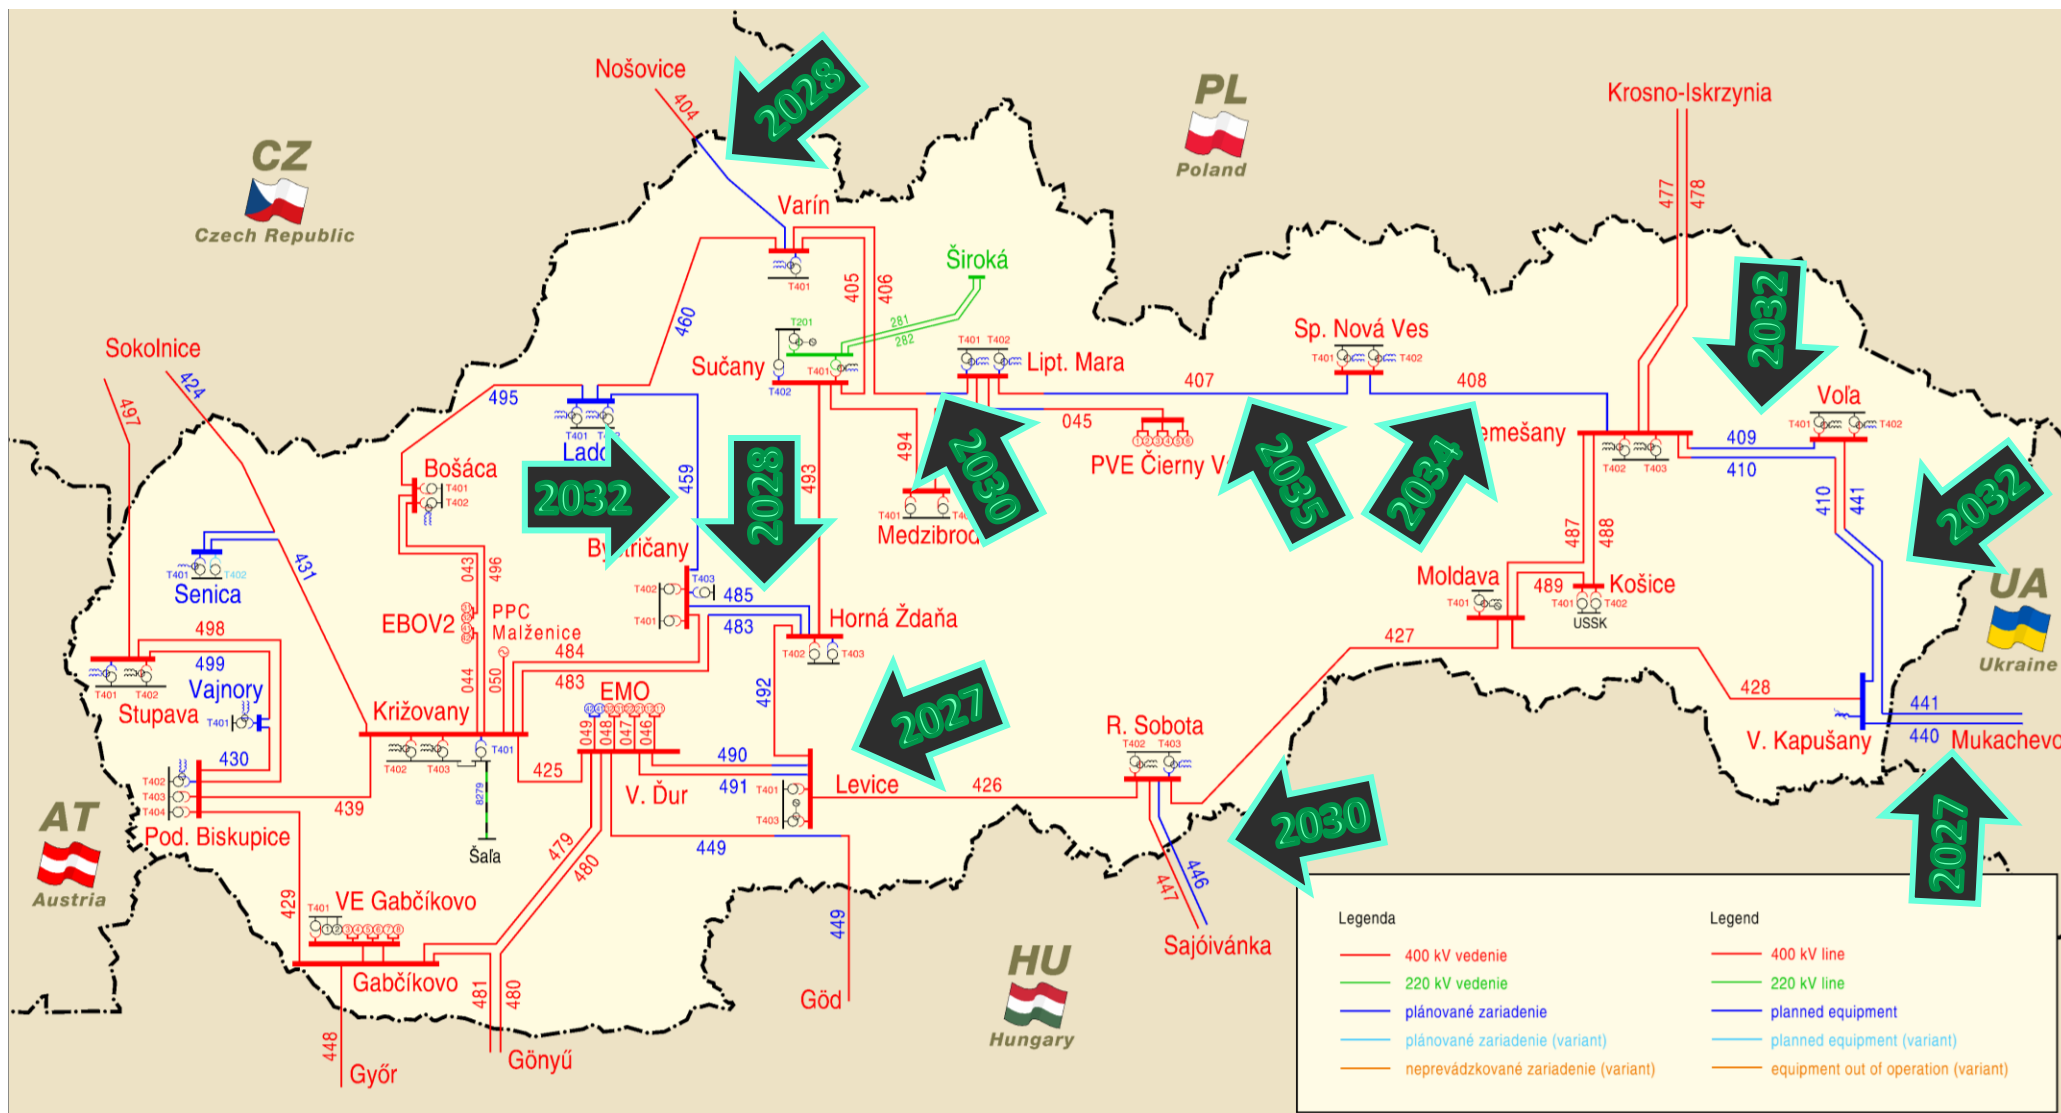 Nošovice
404
2028
PL
Poland
Krosno-Iskrzynia
CZ
Czech Republic
477
478
Varín
T401
405
406
Široká
460
281
282
T201
Sučany
T401
T402
Sokolnice
424
497
T401 T402
Lipt. Mara
407
045
Sp. Nová Ves
T401
T402
408
2032
Voľa
T401
T402
409
410
410
441
495
T401
2032
459
2028
493
494
2030
PVE Čierny V
2035
2034
emešany
T402 T403
2032
Bošáca
T401
T402
Medzibrod
T401
487
488
UA
Ukraine
Senica
T401
T402
431
043
496
EBOV2
PPC
Malženice
044
050
T402
T403
T401
485
483
484
483
Horná Ždaňa
T402 T403
Moldava
T401
489
Košice
T401 T402
USSK
427
428
498
499
T401 T402
Stupava
Vajnory
T401
430
Križovany
T402 T403
T401
8279
Šaľa
425
EMO
049
048
047
046
490
491
V. Ďur
492
2027
Levice
T401
T403
426
R. Sobota
T402 T403
2030
441
440
V. Kapušany
Mukachevo
2027
AT
Austria
T402
T403
T404
Pod. Biskupice
439
429
479
480
449
449
447
446
Sajóivánka
T401
VE Gabčíkovo
Gabčíkovo
481
480
448
Győr
Gönyű
Göd
HU
Hungary
Legenda
400 kV vedenie
220 kV vedenie
plánované zariadenie
plánované zariadenie (variant)
neprevádzkované zariadenie (variant)
Legend
400 kV line
220 kV line
planned equipment
planned equipment (variant)
equipment out of operation (variant)